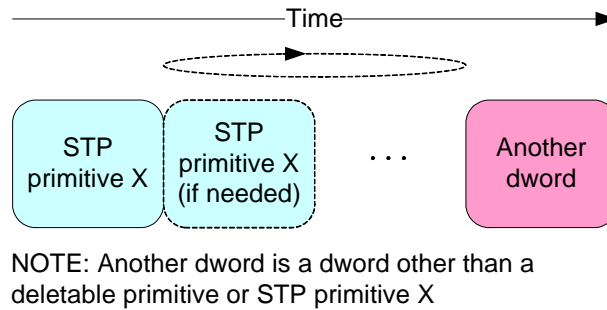 Time
STP
primitive X
STP
primitive X
(if needed)
. . .
Another
dword
NOTE: Another dword is a dword other than a
deletable primitive or STP primitive X